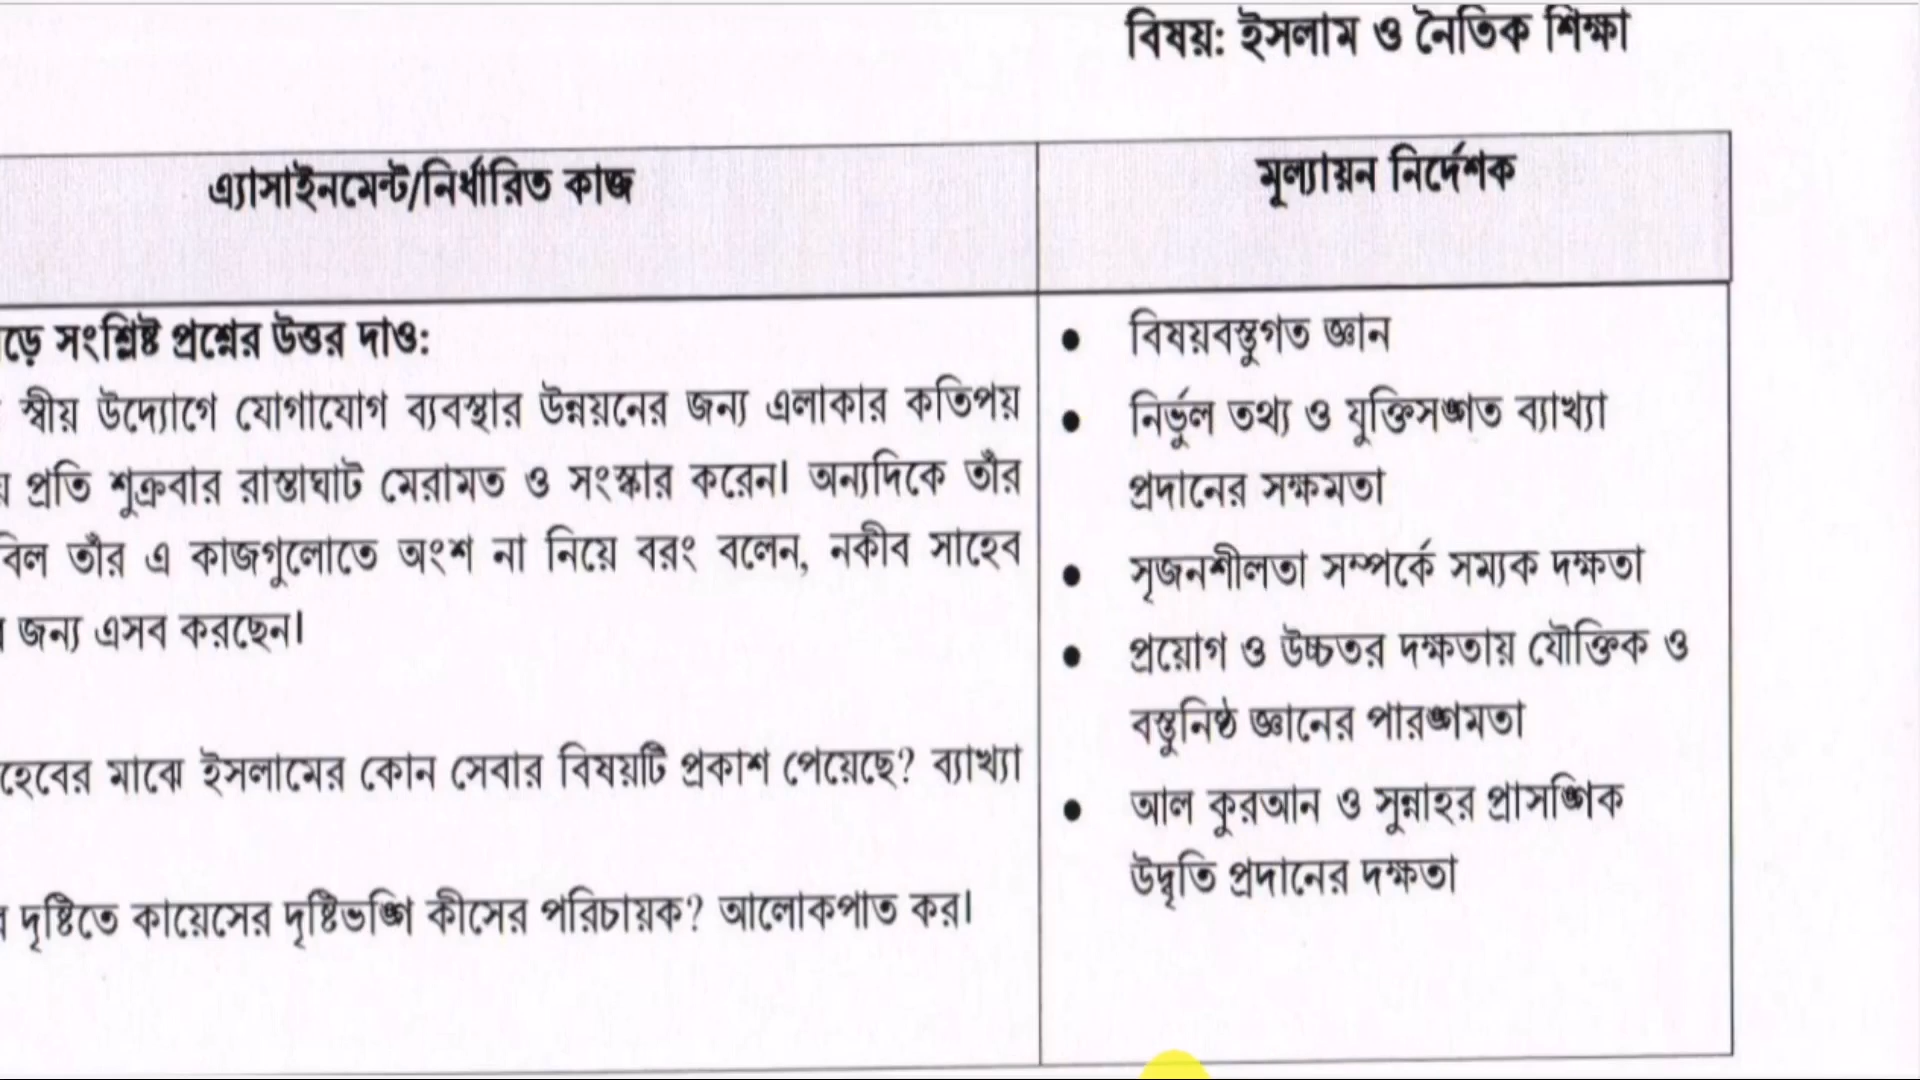 বিষয়: ইসলাম ও নৈতিক শিক্ষা
এ্যাসাইনমেন্ট/নির্ধারিত কাজ
মূল্যায়ন নির্দেশক
সংশ্লিষ্ট প্রশ্নের উত্তর দাও:
স্বীয় উদ্যোগে যোগাযোগ ব্যবস্থার উন্নয়নের জন্য এলাকার কতিপয়
প্রতি শুক্রবার রাস্তাঘাট মেরামত ও সংস্কার করেন। অন্যদিকে তাঁর
তাঁর এ কাজগুলোতে অংশ না নিয়ে বরং বলেন, নকীব সাহেব
জন্য এসব করছেন।
মাঝে ইসলামের কোন সেবার বিষয়টি প্রকাশ পেয়েছে? ব্যাখ্যা
দৃষ্টিতে কায়েসের দৃষ্টিভঙ্গি কীসের পরিচায়ক? আলোকপাত কর।
● বিষয়বস্তুগত জ্ঞান
● নির্ভুল তথ্য ও যুক্তিসঙ্গত ব্যাখ্যা
প্রদানের সক্ষমতা
● সৃজনশীলতা সম্পর্কে সম্যক দক্ষতা
● প্রয়োগ ও উচ্চতর দক্ষতায় যৌক্তিক ও
বস্তুনিষ্ঠ জ্ঞানের পারঙ্গমতা
● আল কুরআন ও সুন্নাহর প্রাসঙ্গিক
উদ্বৃতি প্রদানের দক্ষতা